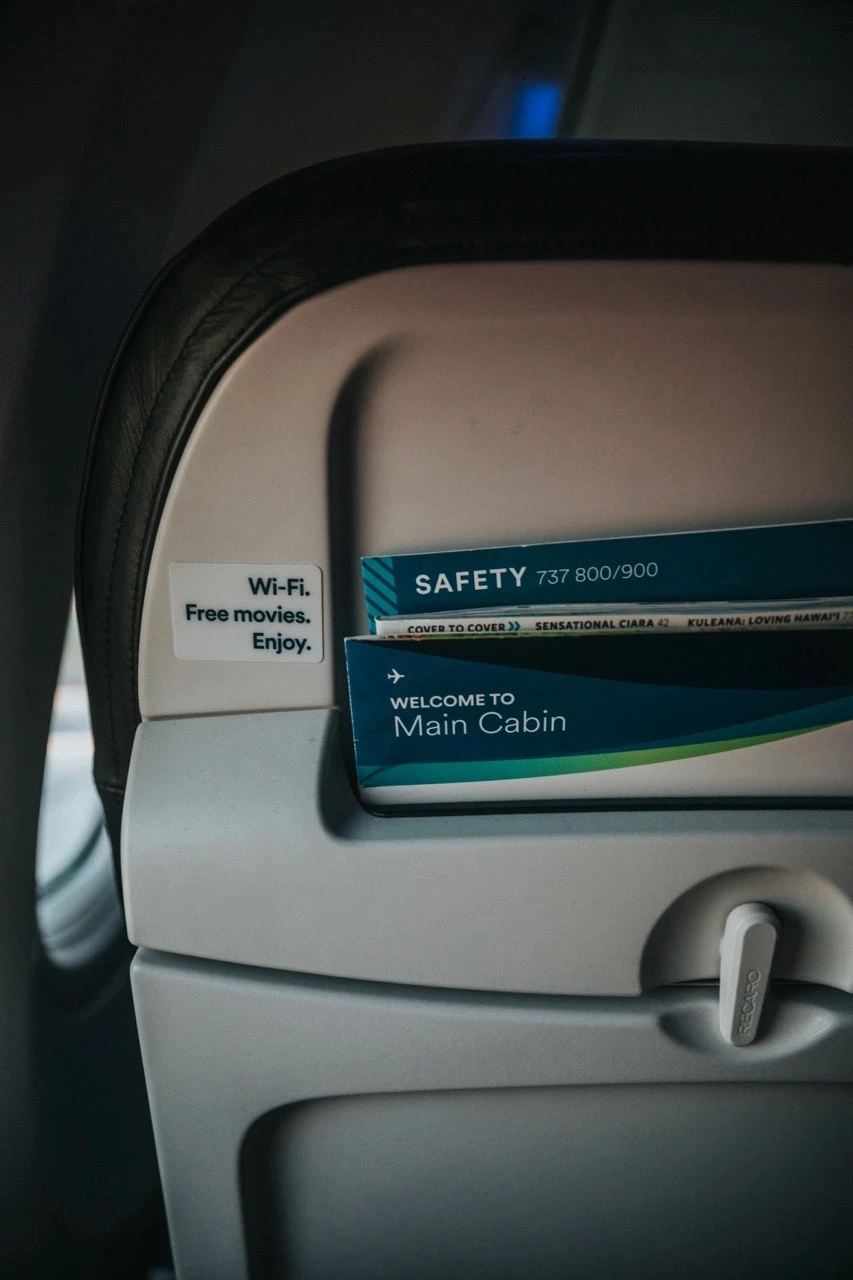 Wi-Fi.
Free movies.
Enjoy.
SAFETY 737 800/900
COVER TO COVER >> SENSATIONAL CIARA 42 KULEANA: LOVING HAWAI'I
WELCOME TO
Main Cabin
RECARO